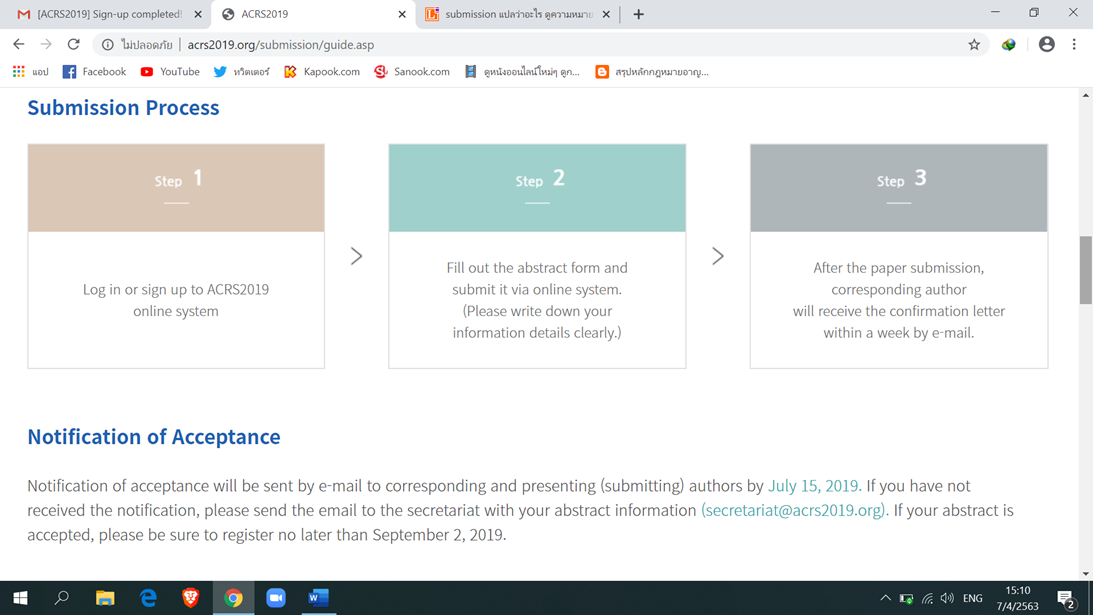 [ACRS2019] Sign-up completed!
ACRS2019
submission แปลว่าอะไร ดูความหมาย
ไม่ปลอดภัย | acrs2019.org/submission/guide.asp
แอป
Facebook
YouTube
ทวิตเตอร์
Kapook.com
Sanook.com
ดูหนังออนไลน์ใหม่ๆ ดูก...
สรุปหลักกฎหมายอาญ...
Submission Process
Step 1
Log in or sign up to ACRS2019
online system
Step 2
Fill out the abstract form and
submit it via online system.
(Please write down your
information details clearly.)
Step 3
After the paper submission,
corresponding author
will receive the confirmation letter
within a week by e-mail.
Notification of Acceptance
Notification of acceptance will be sent by e-mail to corresponding and presenting (submitting) authors by July 15, 2019. If you have not
received the notification, please send the email to the secretariat with your abstract information (secretariat@acrs2019.org). If your abstract is
accepted, please be sure to register no later than September 2, 2019.
ENG
15:10
7/4/2563
2